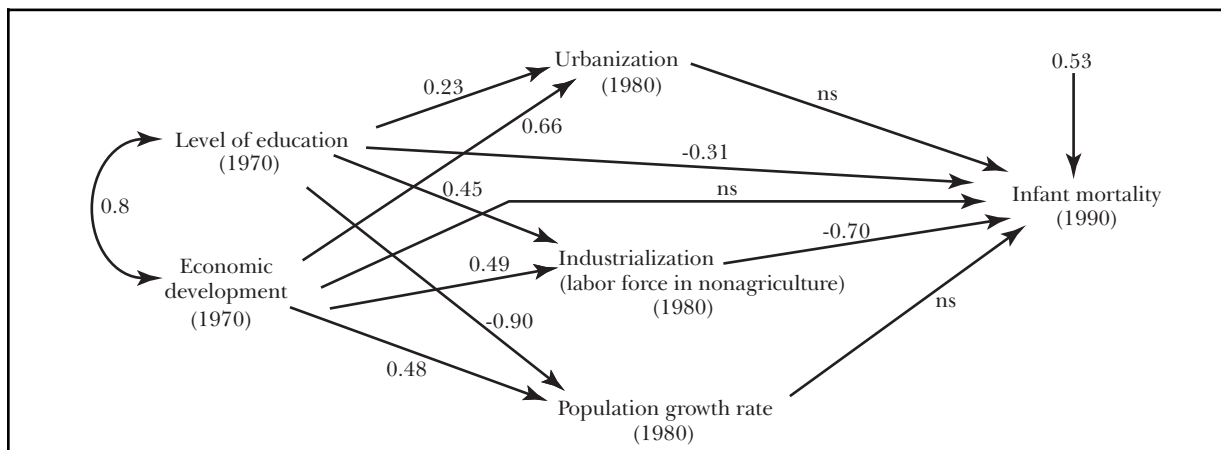 Urbanization
(1980)
0.53
0.23
ns
0.66
Level of education
(1970)
-0.31
ns
0.45
Infant mortality
(1990)
0.8
-0.70
Economic
development
(1970)
0.49
Industrialization
(labor force in nonagriculture)
(1980)
ns
-0.90
0.48
Population growth rate
(1980)